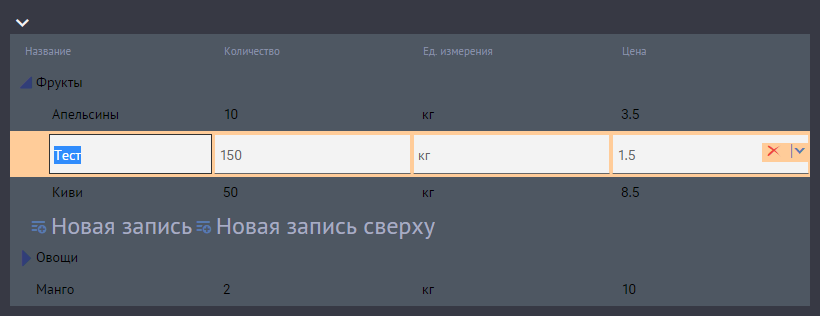 Название Количество Ед. измерения Цена
Фрукты
Апельсины 10 кг 3.5
Тест 150 кг 1.5
Киви 50 кг 8.5
Новая запись Новая запись сверху
Овощи
Манго 2 кг 10